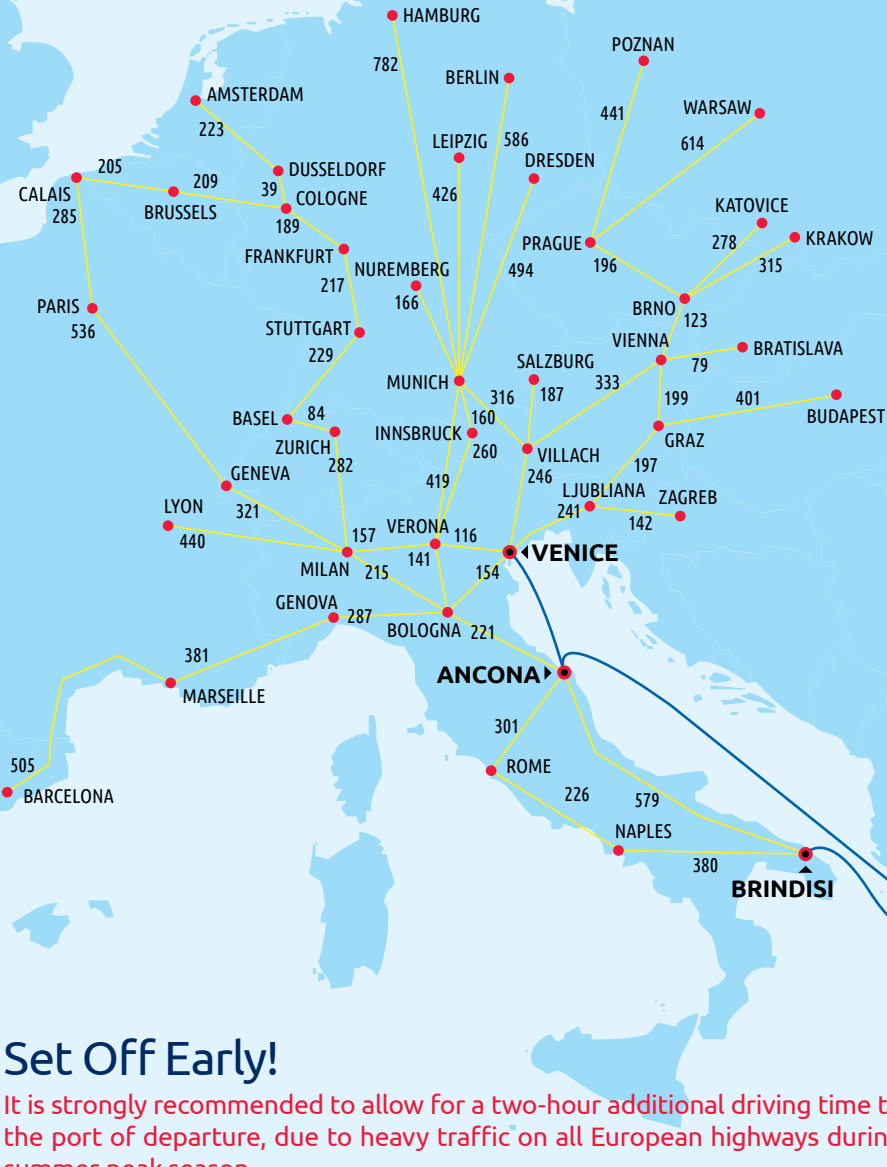 HAMBURG
POZNAN
782
BERLIN
AMSTERDAM
441
WARSAW
223
LEIPZIG
586
614
DRESDEN
205
DUSSELDORF
209
39
426
CALAIS
COLOGNE
KATOVICE
285
BRUSSELS
189
278
KRAKOW
FRANKFURT
PRAGUE
196
315
NUREMBERG
494
217
166
PARIS
BRNO
536
STUTTGART
123
VIENNA
229
SALZBURG
BRATISLAVA
79
MUNICH
333
316
187
199
401
BASEL
84
160
BUDAPEST
INNSBRUCK
GRAZ
ZURICH
260
VILLACH
282
197
GENEVA
246
419
LJUBLIANA
LYON
321
241
ZAGREB
142
440
157
VERONA
116
VENICE
MILAN
141
215
154
GENOVA
287
BOLOGNA
221
381
ANCONA
MARSEILLE
301
505
ROME
BARCELONA
226
579
NAPLES
380
BRINDISI
Set Off Early!
It is strongly recommended to allow for a two-hour additional driving time t
the port of departure, due to heavy traffic on all European highways durin
summer peak season